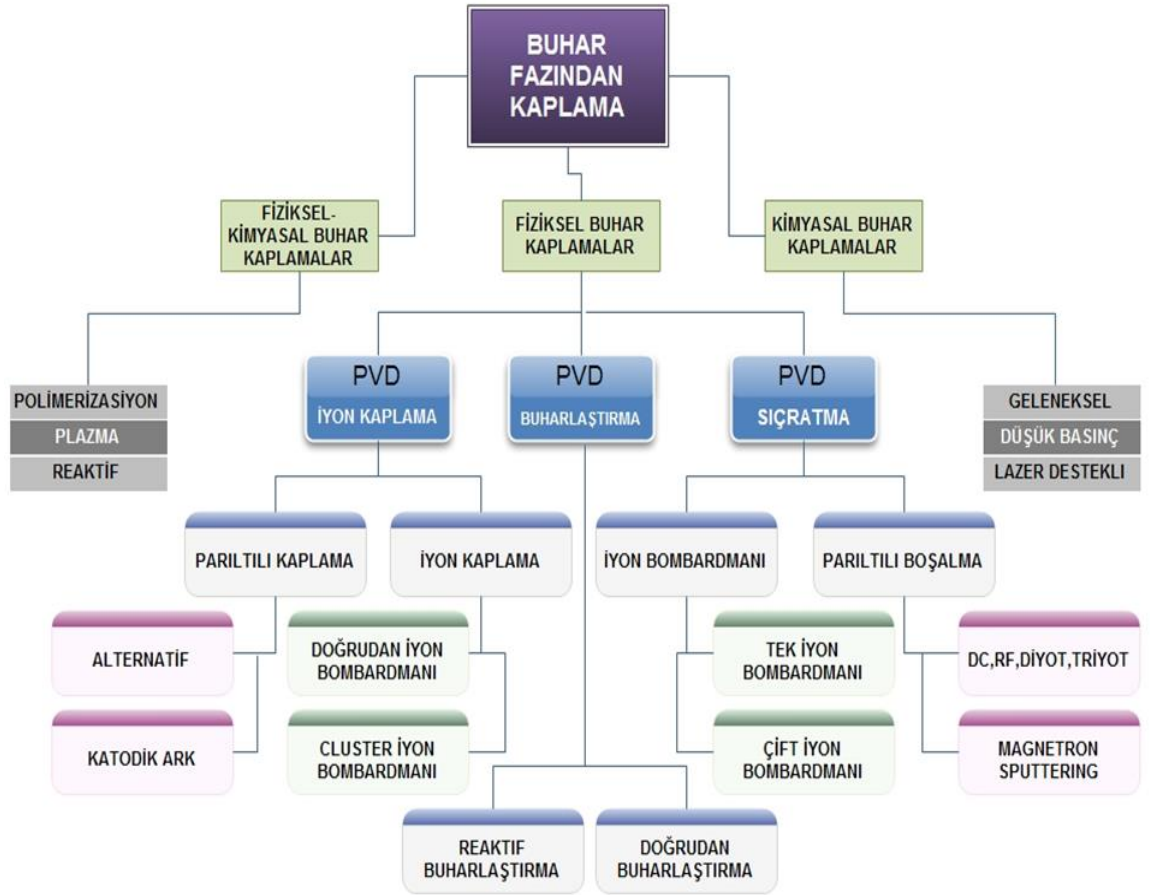 BUHAR
FAZINDAN
KAPLAMA
FİZİKSEL-
KİMYASAL BUHAR
KAPLAMALAR
FİZİKSEL BUHAR
KAPLAMALAR
KİMYASAL BUHAR
KAPLAMALAR
POLİMERİZASİYON
PLAZMA
REAKTİF
PVD
İYON KAPLAMA
PVD
BUHARLAŞTIRMA
PVD
SIÇRATMA
GELENEKSEL
DÜŞÜK BASINÇ
LAZER DESTEKLI
PARILTILI KAPLAMA
İYON KAPLAMA
İYON BOMBARDMANI
PARILTILI BOŞALMA
ALTERNATİF
DOĞRUDAN İYON
BOMBARDMANI
TEK İYON
BOMBARDMANI
DC,RF,DİYOT,TRİYOT
KATODİK ARK
CLUSTER İYON
BOMBARDMANI
ÇİFT İYON
BOMBARDMANI
MAGNETRON
SPUTTERING
REAKTIF
BUHARLAŞTIRMA
DOĞRUDAN
BUHARLAŞTIRMA